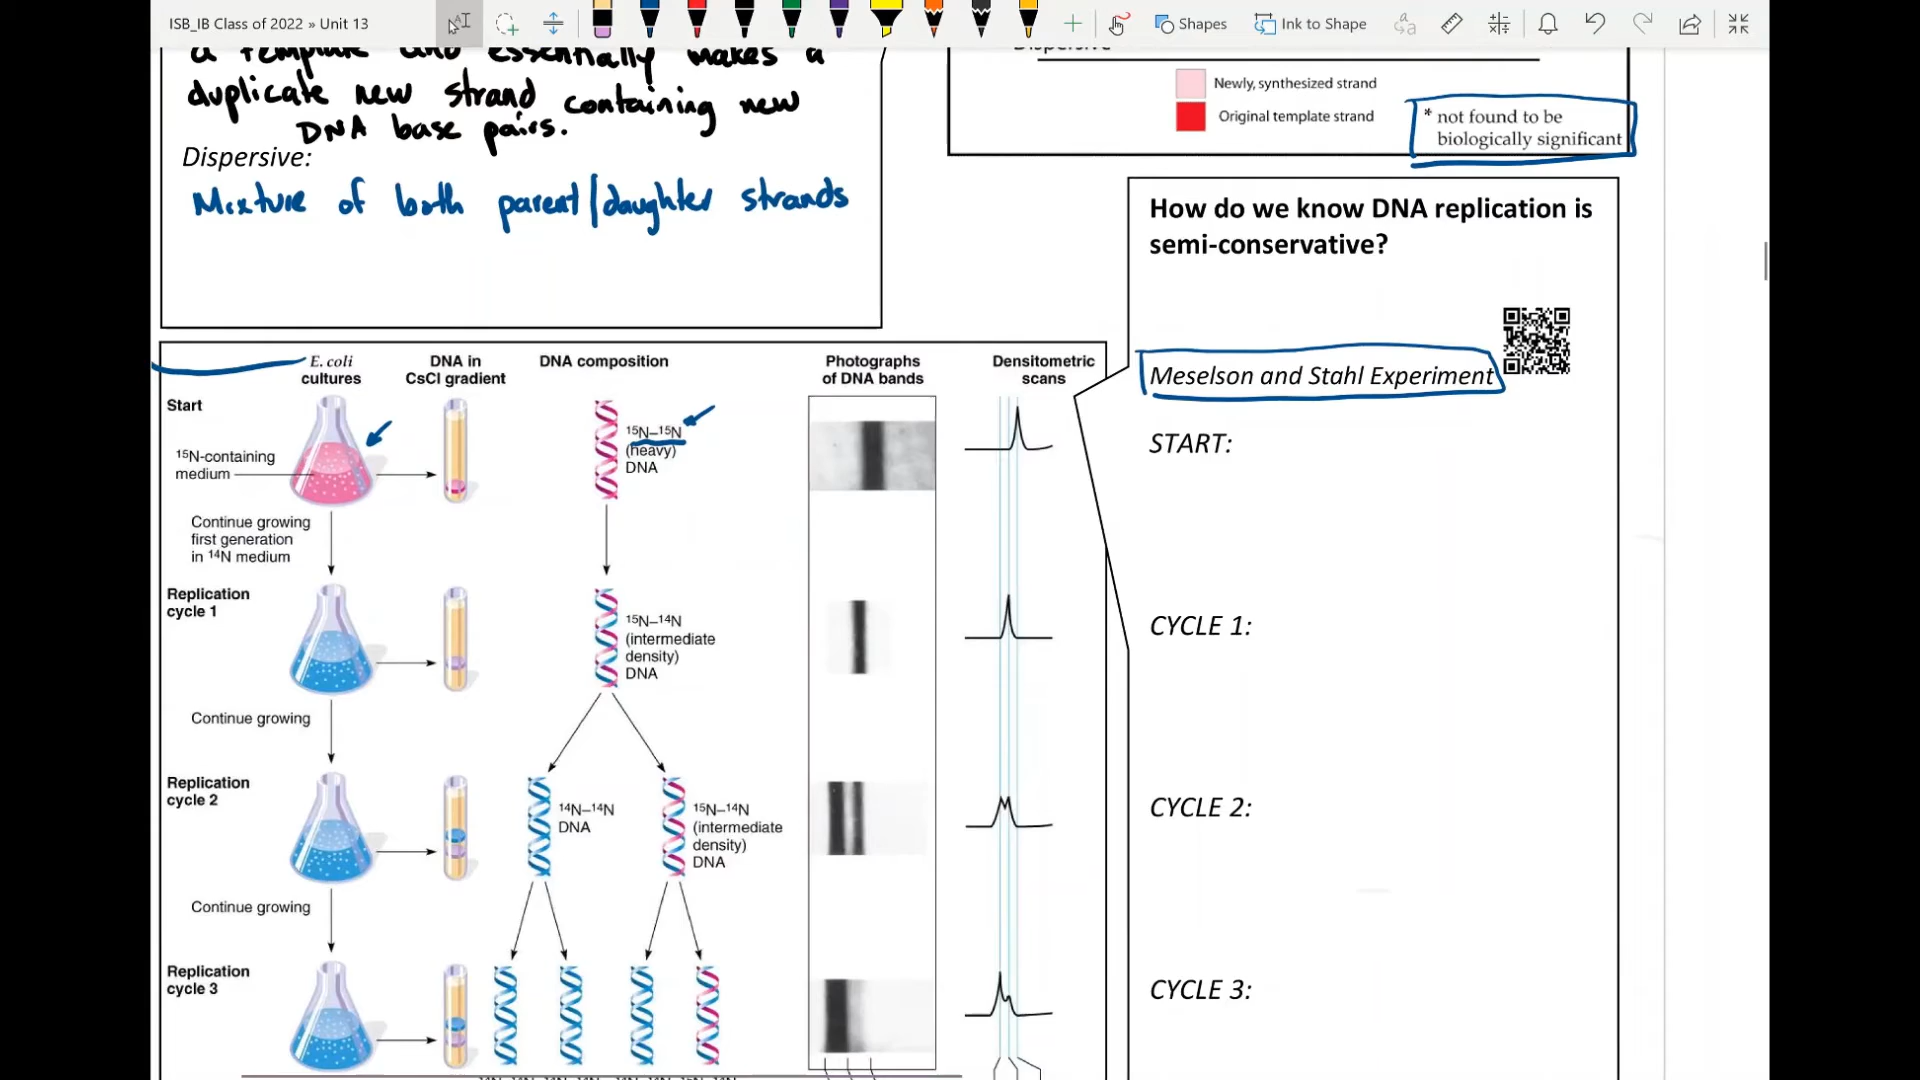 ISB_IB Class of 2022 » Unit 13
Shapes
Ink to Shape
a template and essentially makes a
duplicate new strand containing new
DNA base pairs.
Dispersive:
Mixture of both parent/daughter strands
Dispersive
Newly, synthesized strand
Original template strand
* not found to be
biologically significant
How do we know DNA replication is
semi-conservative?
Meselson and Stahl Experiment
START:
CYCLE 1:
CYCLE 2:
CYCLE 3:
E. coli
cultures
DNA in
CsCl gradient
DNA composition
Photographs
of DNA bands
Densitometric
scans
Start
¹⁵N-containing
medium
¹⁵N–¹⁵N
(heavy)
DNA
Continue growing
first generation
in ¹⁴N medium
Replication
cycle 1
¹⁵N–¹⁴N
(intermediate
density)
DNA
Continue growing
Replication
cycle 2
¹⁴N–¹⁴N
DNA
¹⁵N–¹⁴N
(intermediate
density)
DNA
Continue growing
Replication
cycle 3